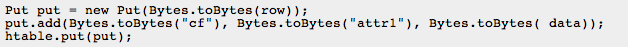 Put put = new Put(Bytes.toBytes(row));
put.add(Bytes.toBytes("cf"), Bytes.toBytes("attr1"), Bytes.toBytes( data));
htable.put(put);